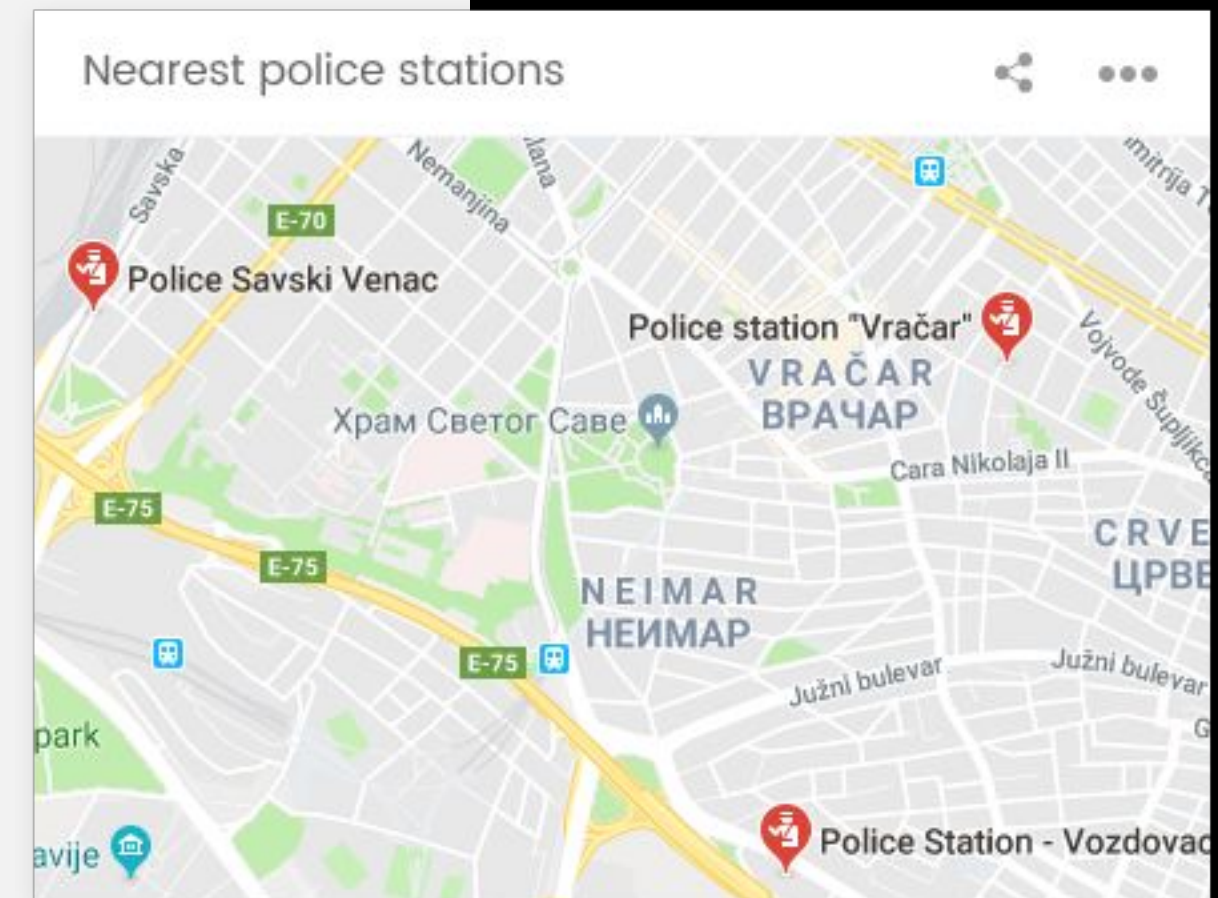 Nearest police stations
Savska
Nemanjina
E-70
Police Savski Venac
Police station "Vračar"
VRAČAR
ВРАЧАР
Vojvode Šupljikca
Храм Светог Саве
Cara Nikolaja II
E-75
CRVE
ЦРВЕ
E-75
NEIMAR
НЕИМАР
E-75
Južni bulevar
Južni bulevar
park
Police Station - Vozdovac
avije